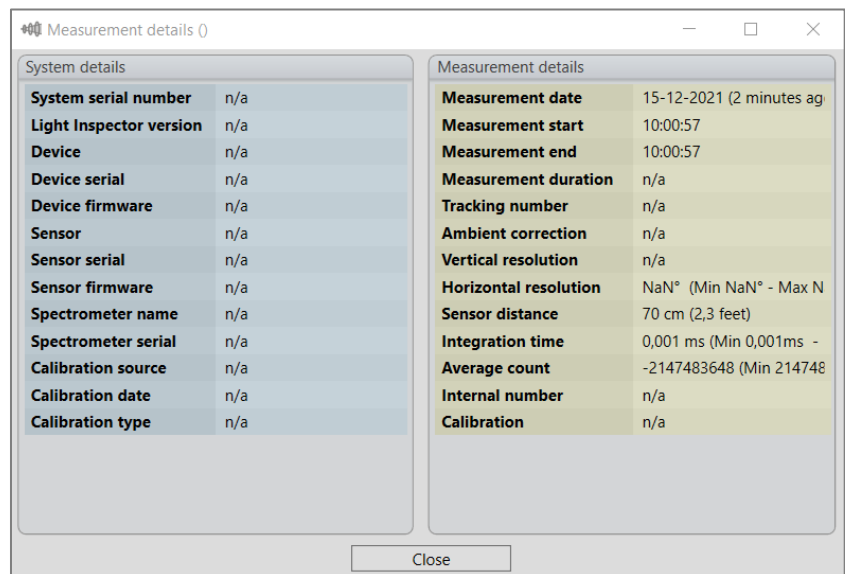 Measurement details ()
System details
System serial number n/a
Light Inspector version n/a
Device n/a
Device serial n/a
Device firmware n/a
Sensor n/a
Sensor serial n/a
Sensor firmware n/a
Spectrometer name n/a
Spectrometer serial n/a
Calibration source n/a
Calibration date n/a
Calibration type n/a
Measurement details
Measurement date 15-12-2021 (2 minutes ag
Measurement start 10:00:57
Measurement end 10:00:57
Measurement duration n/a
Tracking number n/a
Ambient correction n/a
Vertical resolution n/a
Horizontal resolution NaN° (Min NaN° - Max N
Sensor distance 70 cm (2,3 feet)
Integration time 0,001 ms (Min 0,001ms -
Average count -2147483648 (Min 214748
Internal number n/a
Calibration n/a
Close